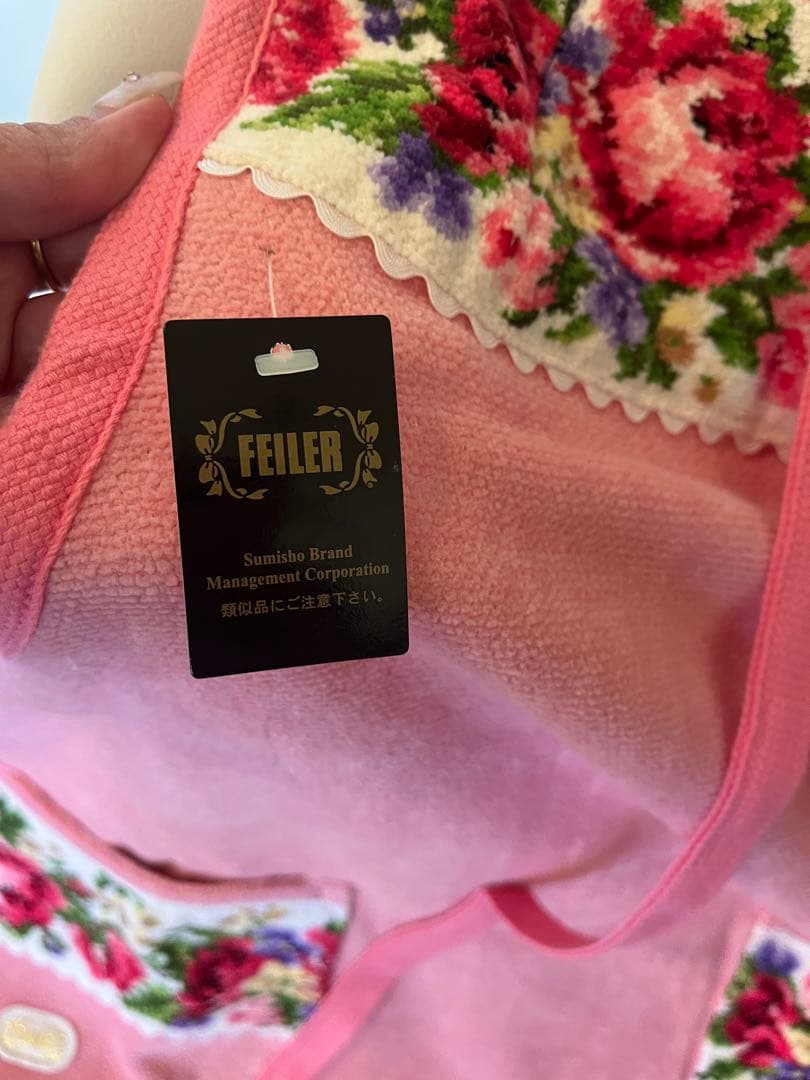 FEILER
Sumisho Brand
Management Corporation
類似品にご注意下さい。